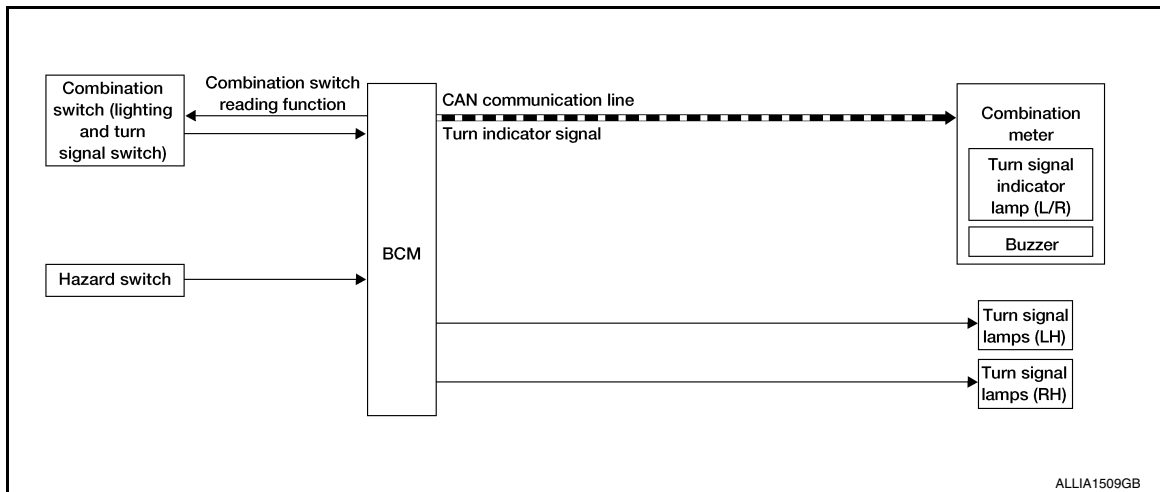 Combination
switch (lighting
and turn
signal switch)
Combination switch
reading function
CAN communication line
Turn indicator signal
Combination
meter
Turn signal
indicator
lamp (L/R)
Buzzer
BCM
Hazard switch
Turn signal
lamps (LH)
Turn signal
lamps (RH)
ALLIA1509GB